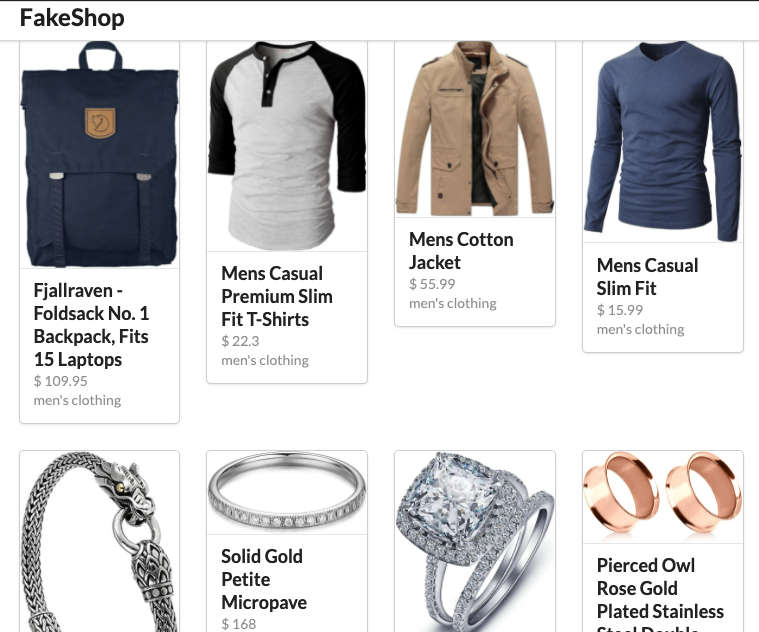 FakeShop
Fjallraven -
Foldsack No. 1
Backpack, Fits
15 Laptops
$ 109.95
men's clothing
Mens Casual
Premium Slim
Fit T-Shirts
$ 22.3
men's clothing
Mens Cotton
Jacket
$ 55.99
men's clothing
Mens Casual
Slim Fit
$ 15.99
men's clothing
Solid Gold
Petite
Micropave
$ 168
Pierced Owl
Rose Gold
Plated Stainless
Steel Double